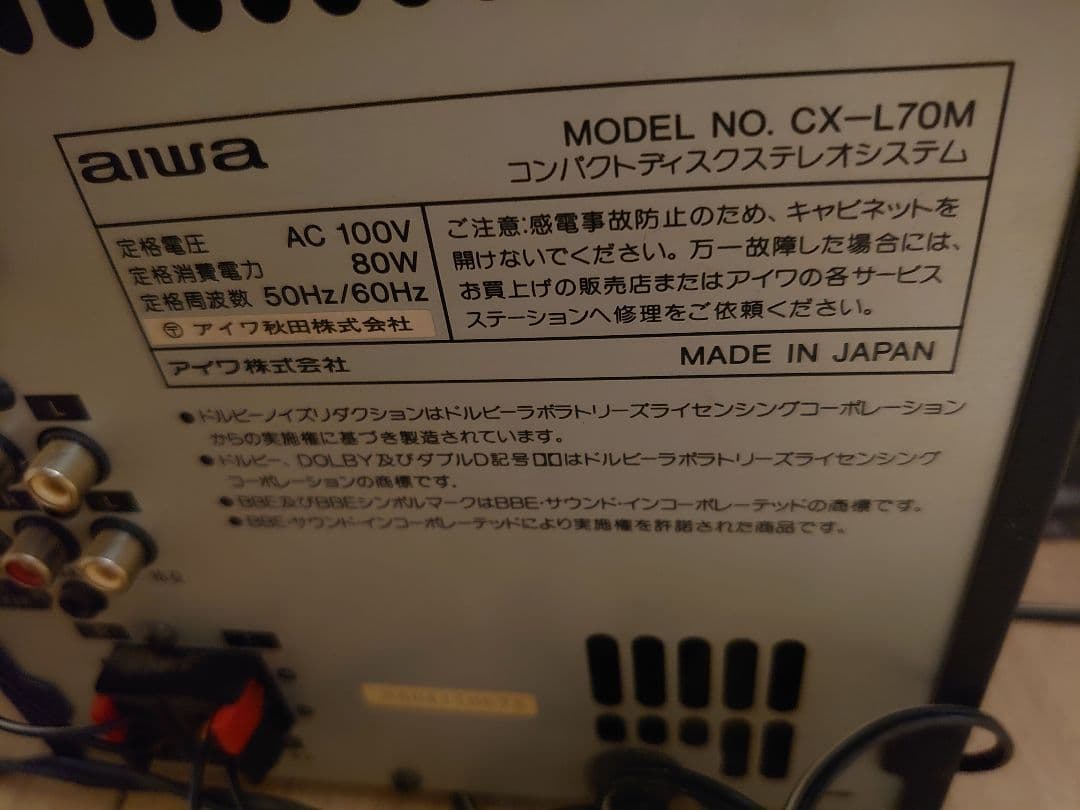 aiwa
MODEL NO. CX-L70M
コンパクトディスクステレオシステム
定格電圧 AC 100V
定格消費電力 80W
定格周波数 50Hz/60Hz
〒 アイワ秋田株式会社
ご注意:感電事故防止のため、キャビネットを
開けないでください。万一故障した場合には、
お買上げの販売店またはアイワの各サービス
ステーションへ修理をご依頼ください。
アイワ株式会社
MADE IN JAPAN
●ドルビーノイズリダクションはドルビーラボラトリーズライセンシングコーポレーション
からの実施権に基づき製造されています。
●ドルビー、DOLBY及びダブルD記号はドルビーラボラトリーズライセンシング
コーポレーションの商標です.
●BBE及びBBEシンボルマークはBBE・サウンド・インコーポレーテッドの商標です。
●BBE・サウンド・インコーポレーテッドにより実施権を許諾された商品です。
L
L